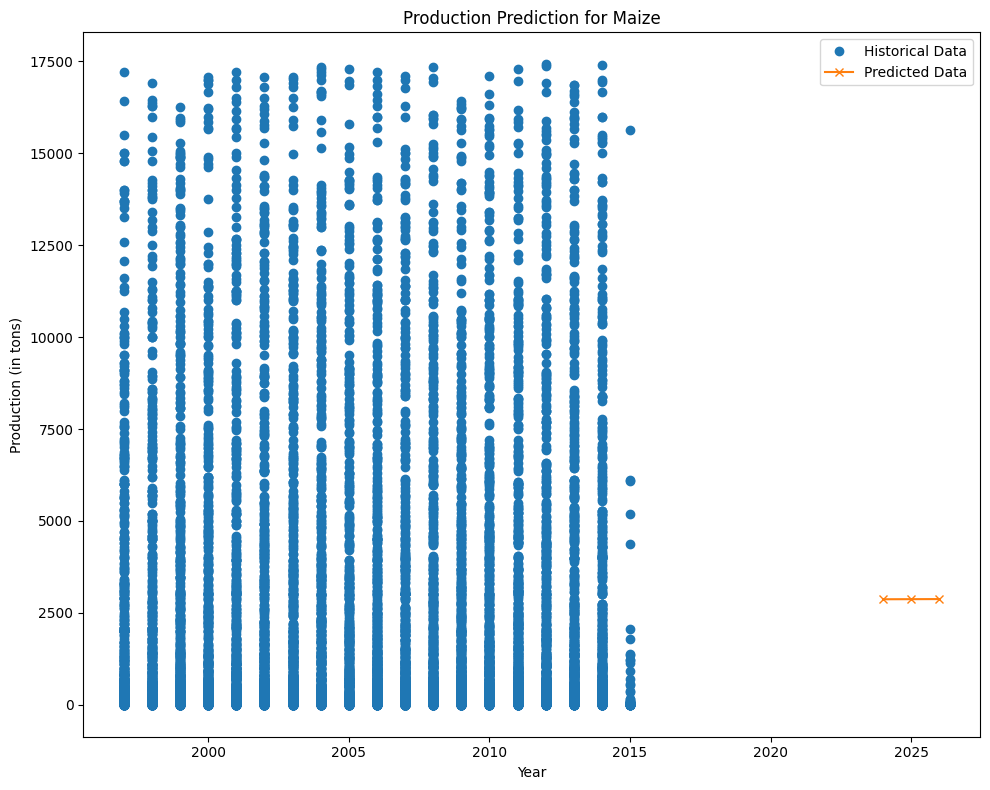 Production Prediction for Maize
Historical Data
Predicted Data
Production (in tons)
17500
15000
12500
10000
7500
5000
2500
0
2000
2005
2010
2015
2020
2025
Year